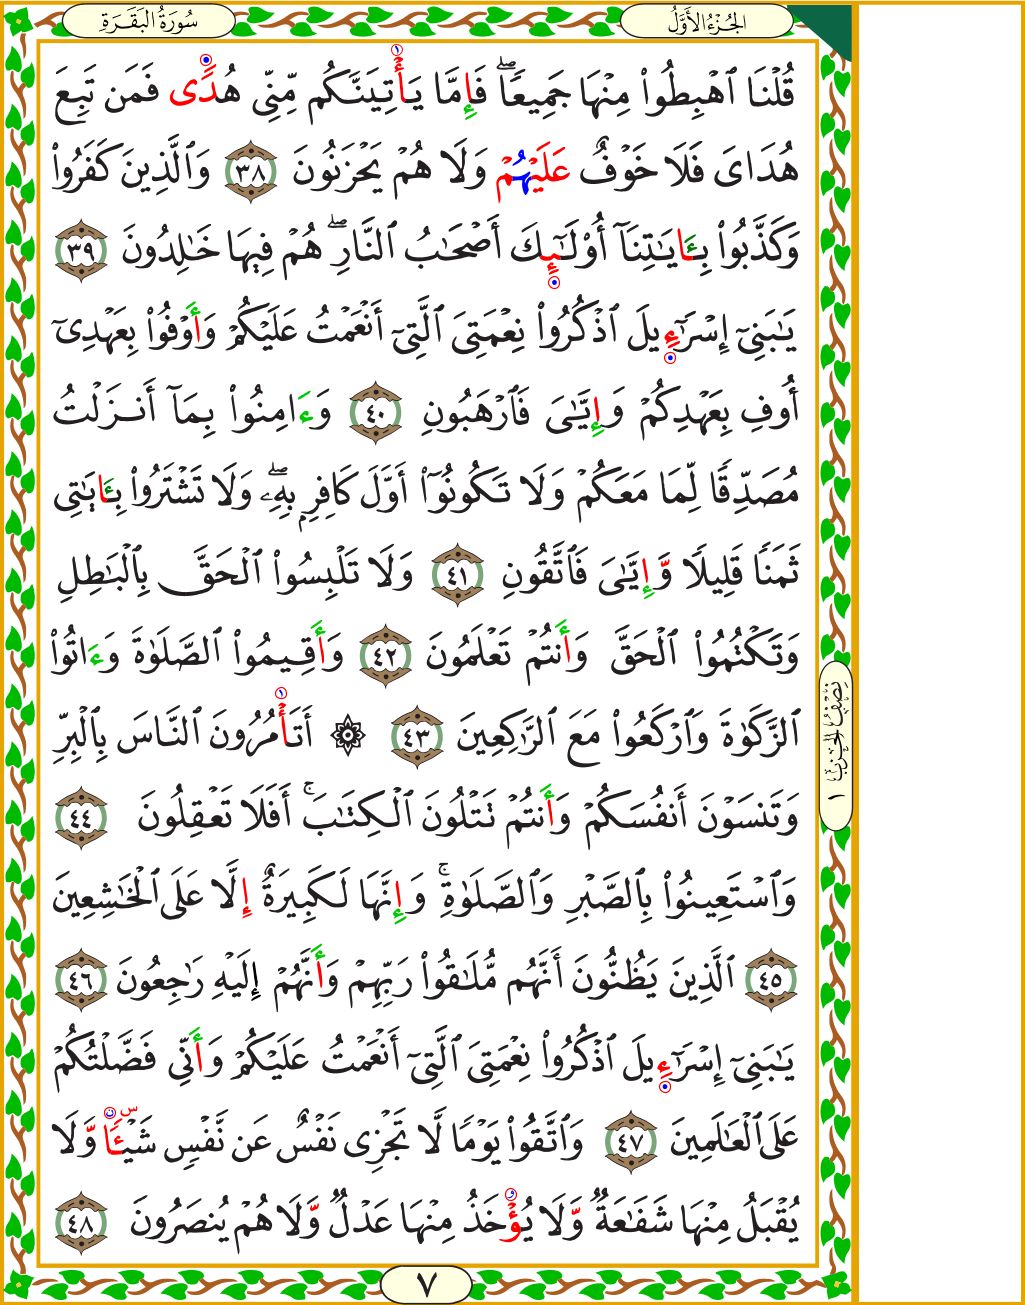 سُورَةُ البَقَرَةِ
الجُزْءُ الأَوَّلُ
قُلْنَا ٱهْبِطُوا۟ مِنْهَا جَمِيعًاۖ فَإِمَّا يَأْتِيَنَّكُم مِّنِّى هُدًى فَمَن تَبِعَ
هُدَاىَ فَلَا خَوْفٌ عَلَيْهُمْ وَلَا هُمْ يَحْزَنُونَ ٣٨ وَالَّذِينَ كَفَرُوا۟
وَكَذَّبُوا۟ بِـَٔايَـٰتِنَآ أُو۟لَـٰٓئِكَ أَصْحَـٰبُ ٱلنَّارِۖ هُمْ فِيهَا خَـٰلِدُونَ ٣٩
يَـٰبَنِىٓ إِسْرَٰٓءِيلَ ٱذْكُرُوا۟ نِعْمَتِىَ ٱلَّتِىٓ أَنْعَمْتُ عَلَيْكُمْ وَأَوْفُوا۟ بِعَهْدِىٓ
أُوفِ بِعَهْدِكُمْ وَإِيَّـٰىَ فَٱرْهَبُونِ ٤٠ وَءَامِنُوا۟ بِمَآ أَنزَلْتُ
مُصَدِّقًا لِّمَا مَعَكُمْ وَلَا تَكُونُوٓا۟ أَوَّلَ كَافِرٍۭ بِهِۦۖ وَلَا تَشْتَرُوا۟ بِـَٔايَـٰتِى
ثَمَنًا قَلِيلًا وَّإِيَّـٰىَ فَٱتَّقُونِ ٤١ وَلَا تَلْبِسُوا۟ ٱلْحَقَّ بِٱلْبَـٰطِلِ
وَتَكْتُمُوا۟ ٱلْحَقَّ وَأَنتُمْ تَعْلَمُونَ ٤٢ وَأَقِيمُوا۟ ٱلصَّلَوٰةَ وَءَاتُوا۟
ٱلزَّكَوٰةَ وَٱرْكَعُوا۟ مَعَ ٱلرَّٰكِعِينَ ٤٣ ۞ أَتَأْمُرُونَ ٱلنَّاسَ بِٱلْبِرِّ
وَتَنسَوْنَ أَنفُسَكُمْ وَأَنتُمْ تَتْلُونَ ٱلْكِتَـٰبَۚ أَفَلَا تَعْقِلُونَ ٤٤
وَٱسْتَعِينُوا۟ بِٱلصَّبْرِ وَٱلصَّلَوٰةِۚ وَإِنَّهَا لَكَبِيرَةٌ إِلَّا عَلَى ٱلْخَـٰشِعِينَ
٤٥ ٱلَّذِينَ يَظُنُّونَ أَنَّهُم مُّلَـٰقُوا۟ رَبِّهِمْ وَأَنَّهُمْ إِلَيْهِ رَٰجِعُونَ ٤٦
يَـٰبَنِىٓ إِسْرَٰٓءِيلَ ٱذْكُرُوا۟ نِعْمَتِىَ ٱلَّتِىٓ أَنْعَمْتُ عَلَيْكُمْ وَأَنِّى فَضَّلْتُكُمْ
عَلَى ٱلْعَـٰلَمِينَ ٤٧ وَٱتَّقُوا۟ يَوْمًا لَّا تَجْزِى نَفْسٌ عَن نَّفْسٍ شَيْـًٔا وَّلَا
يُقْبَلُ مِنْهَا شَفَـٰعَةٌ وَّلَا يُؤْخَذُ مِنْهَا عَدْلٌ وَّلَا هُمْ يُنصَرُونَ ٤٨
نِصْفُ الحِزْبِ ١
٧